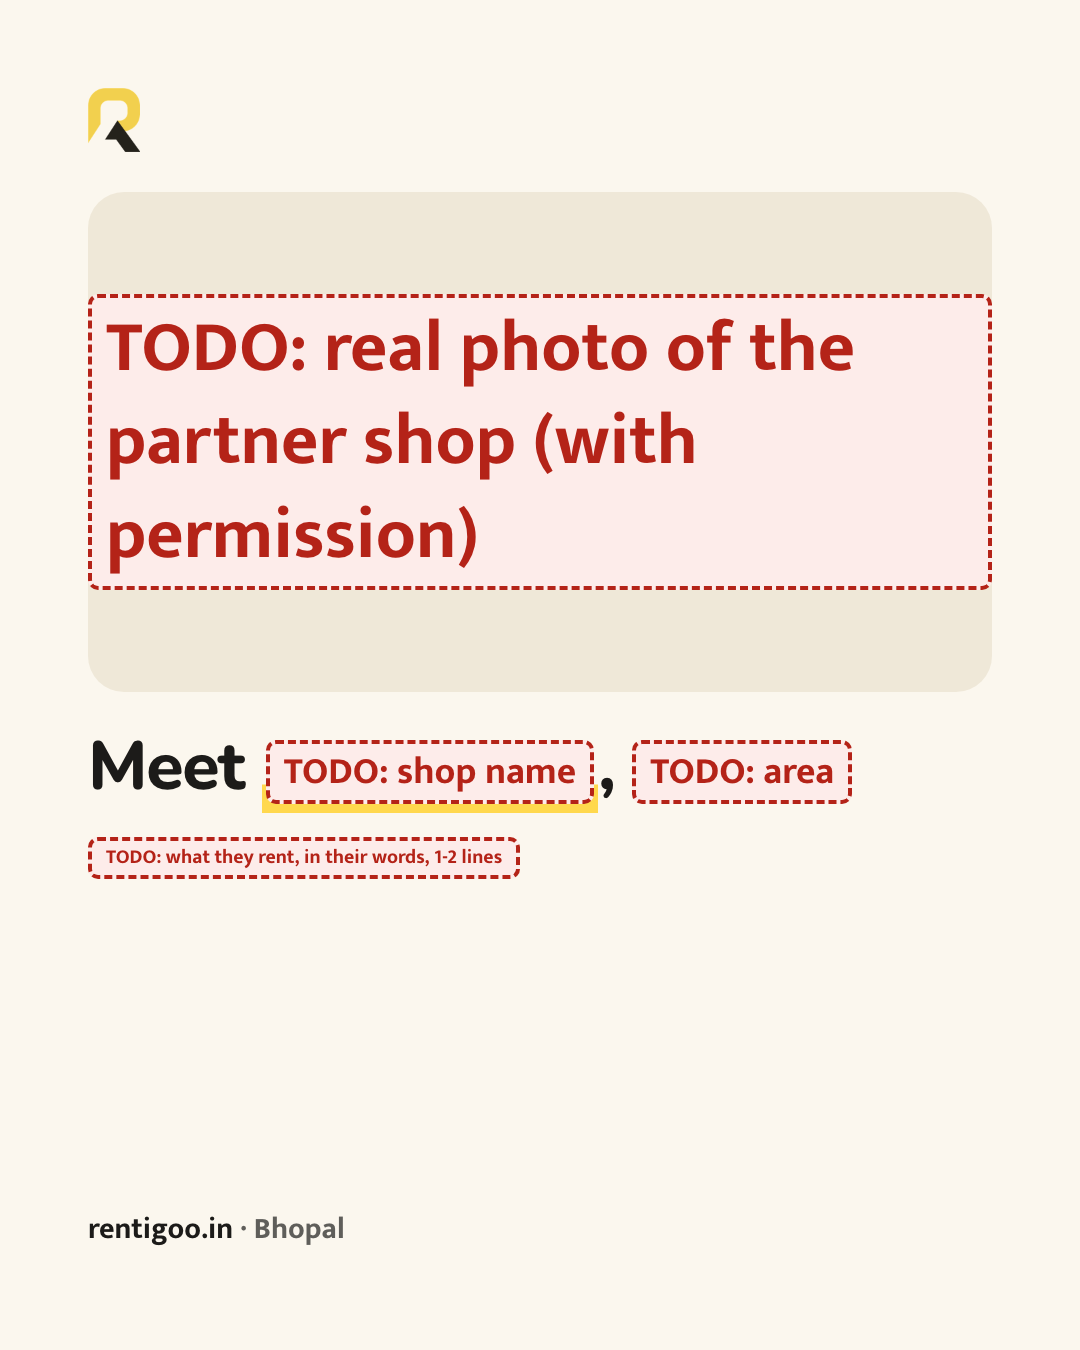 TODO: real photo of the
partner shop (with
permission)
Meet TODO: shop name, TODO: area
TODO: what they rent, in their words, 1-2 lines
rentigoo.in · Bhopal